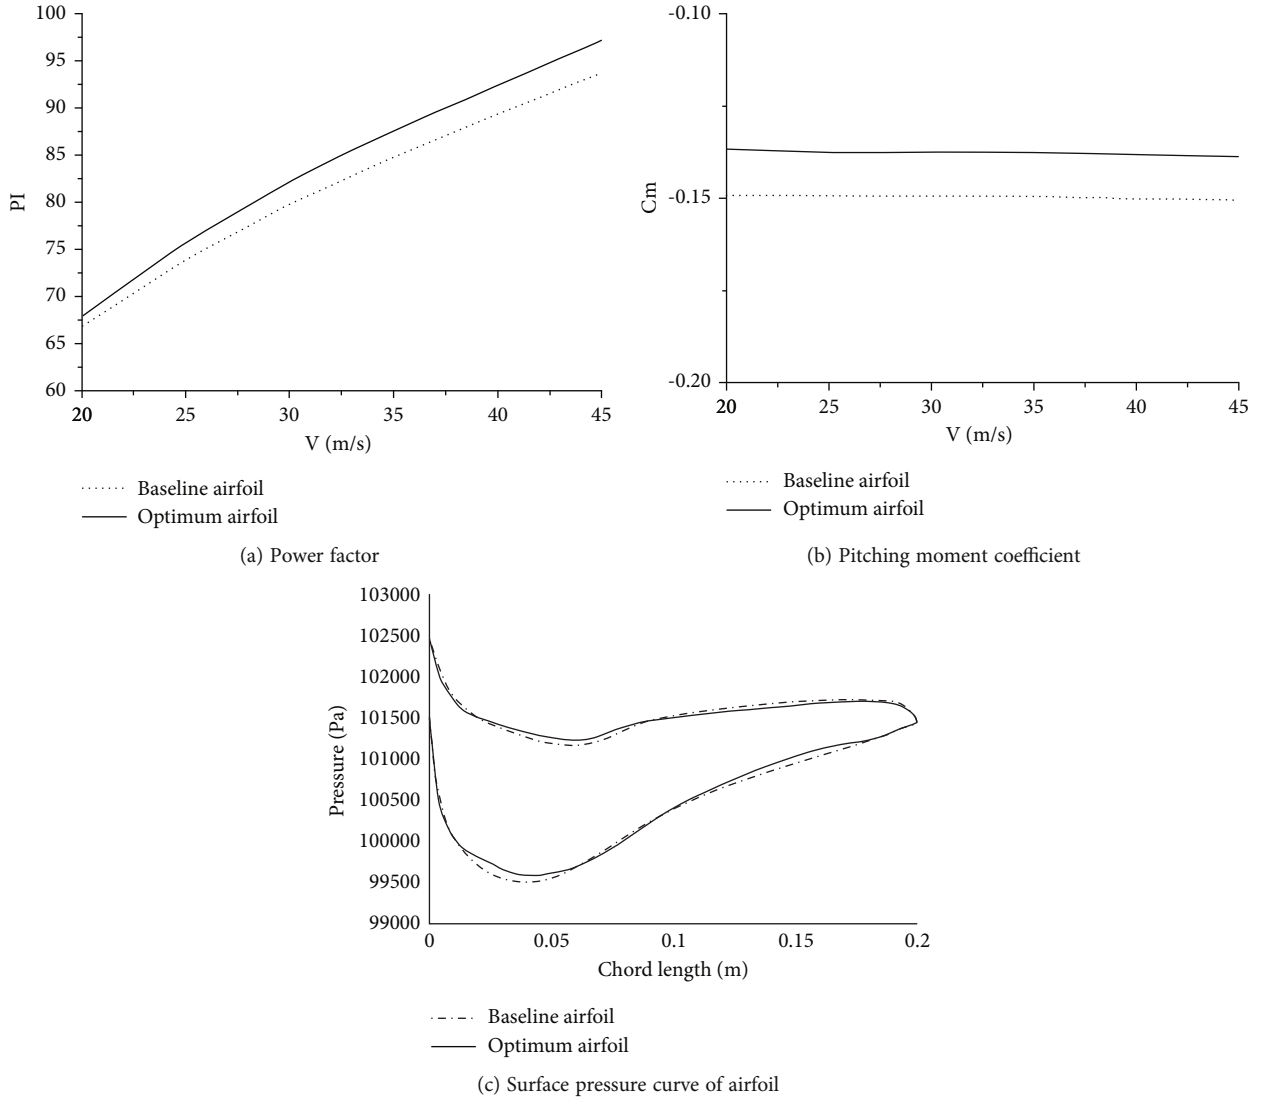 100
95
90
85
80
75
70
65
60
PI
20
25
30
35
40
45
V (m/s)
Baseline airfoil
Optimum airfoil
(a) Power factor
-0.10
-0.15
-0.20
Cm
20
25
30
35
40
45
V (m/s)
Baseline airfoil
Optimum airfoil
(b) Pitching moment coefficient
103000
102500
102000
101500
101000
100500
100000
99500
99000
Pressure (Pa)
0
0.05
0.1
0.15
0.2
Chord length (m)
Baseline airfoil
Optimum airfoil
(c) Surface pressure curve of airfoil